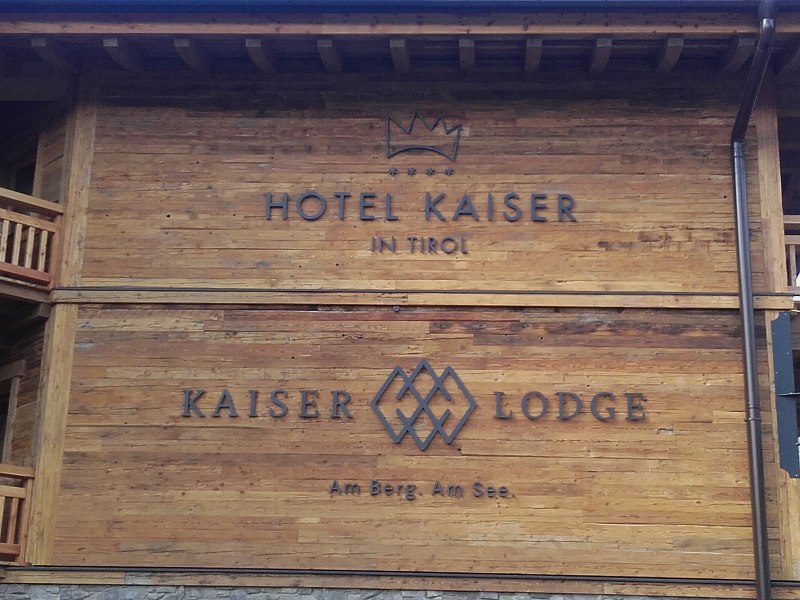 HOTEL KAISER
IN TIROL
KAISER LODGE
Am Berg. Am See.